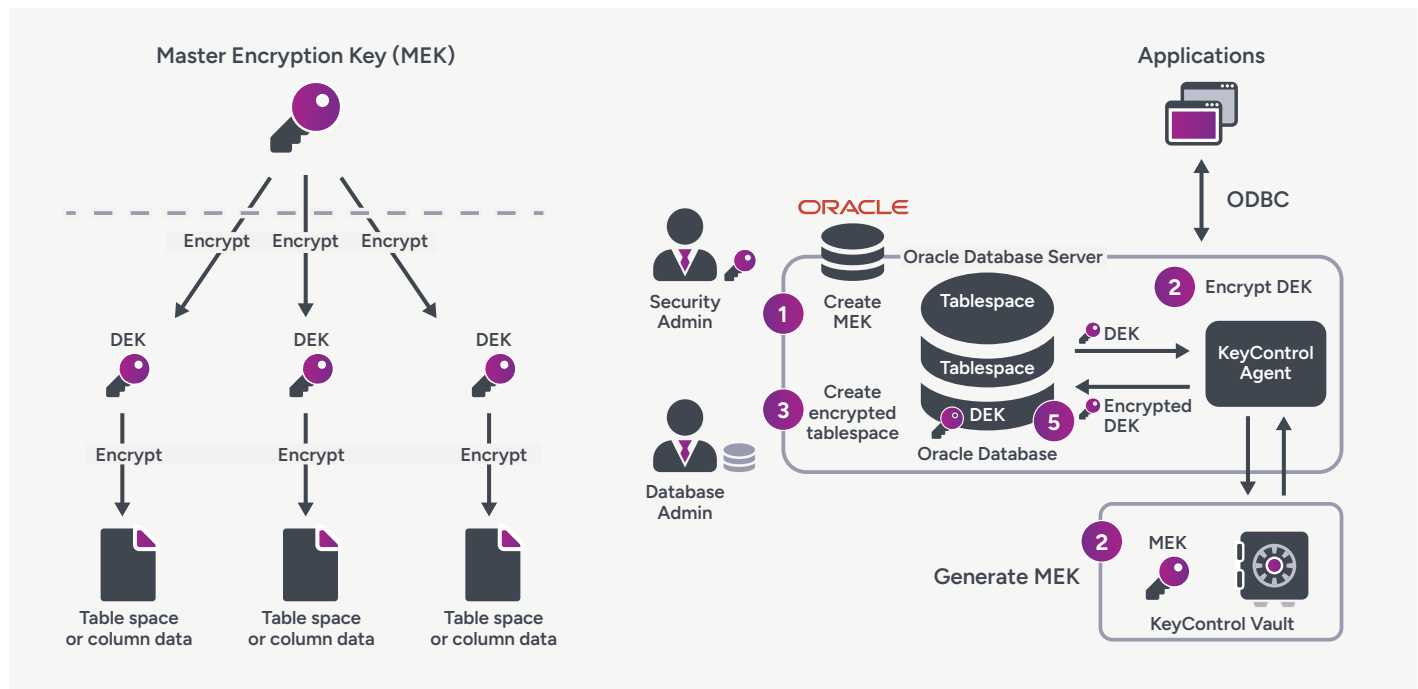 Master Encryption Key (MEK)
Encrypt
Encrypt
Encrypt
DEK
DEK
DEK
Encrypt
Encrypt
Encrypt
Table space
or column data
Table space
or column data
Table space
or column data
Applications
ODBC
ORACLE
Oracle Database Server
Security
Admin
1
Create
MEK
Tablespace
Tablespace
DEK
5
Oracle Database
2
Encrypt DEK
DEK
Encrypted
DEK
KeyControl
Agent
3
Create
encrypted
tablespace
Database
Admin
2
Generate MEK
MEK
KeyControl Vault